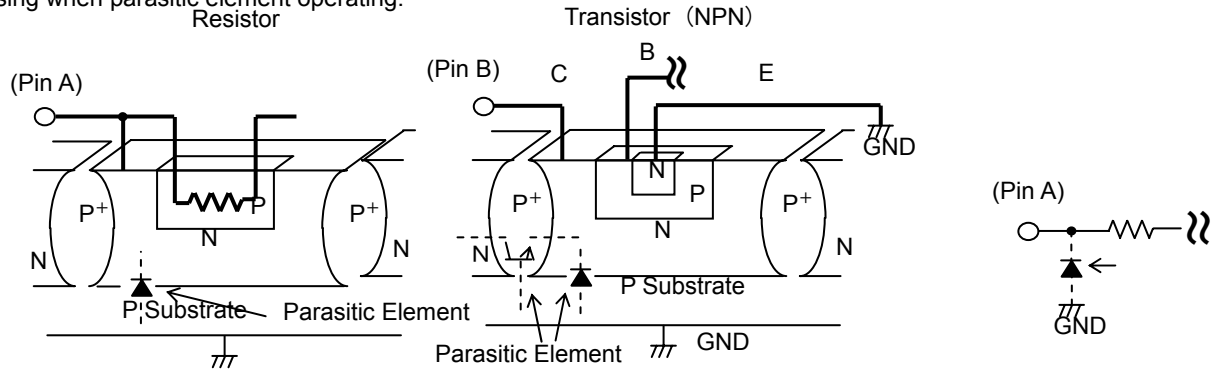 sing when parasitic element operating.
Resistor
Transistor (NPN)
(Pin A)
(Pin B)
C
B
E
GND
P+
P
P+
N
N
N
P Substrate
Parasitic Element
P+
N
P
P+
N
N
N
P Substrate
Parasitic Element
GND
(Pin A)
GND